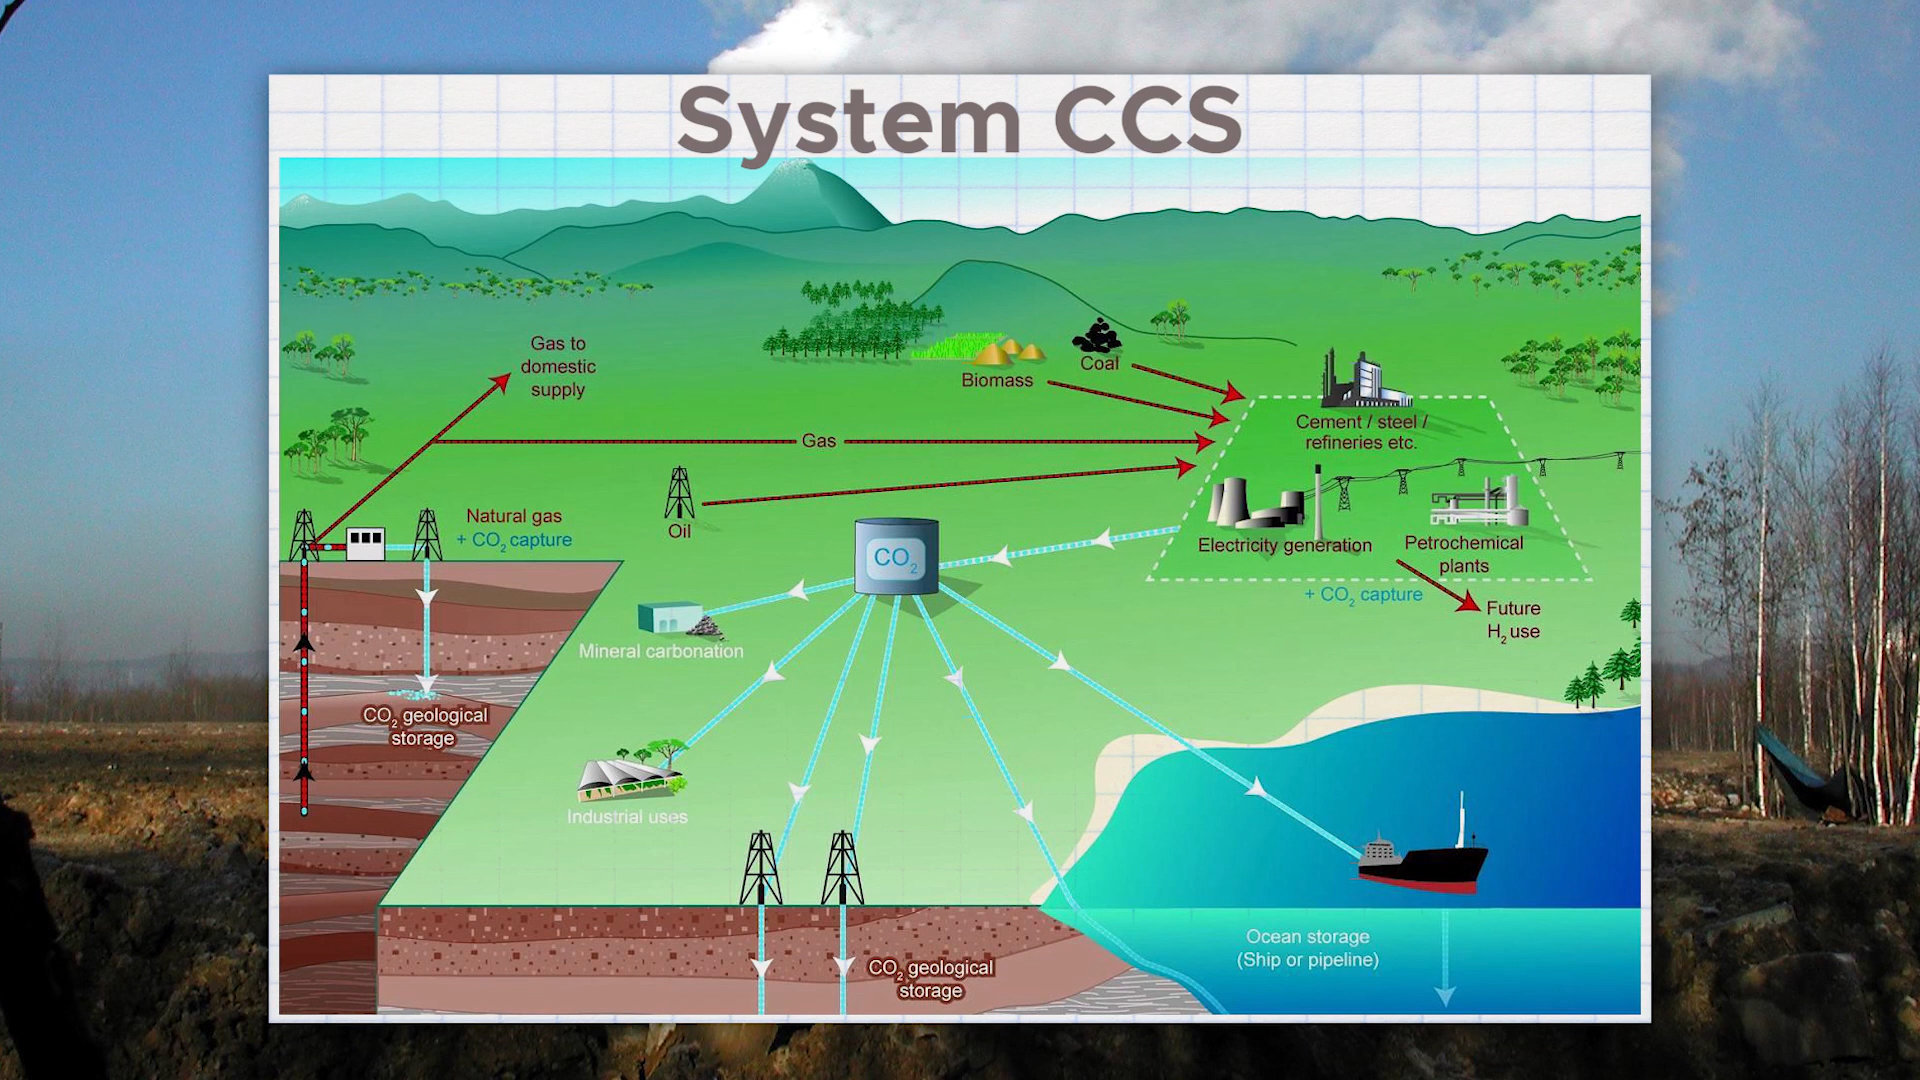 System CCS
Gas to
domestic
supply
Coal
Biomass
Cement / steel /
refineries etc.
Gas
Oil
Natural gas
+ CO₂ capture
CO₂
Electricity generation
Petrochemical
plants
+ CO₂ capture
Future
H₂ use
Mineral carbonation
CO₂ geological
storage
Industrial uses
CO₂ geological
storage
Ocean storage
(Ship or pipeline)